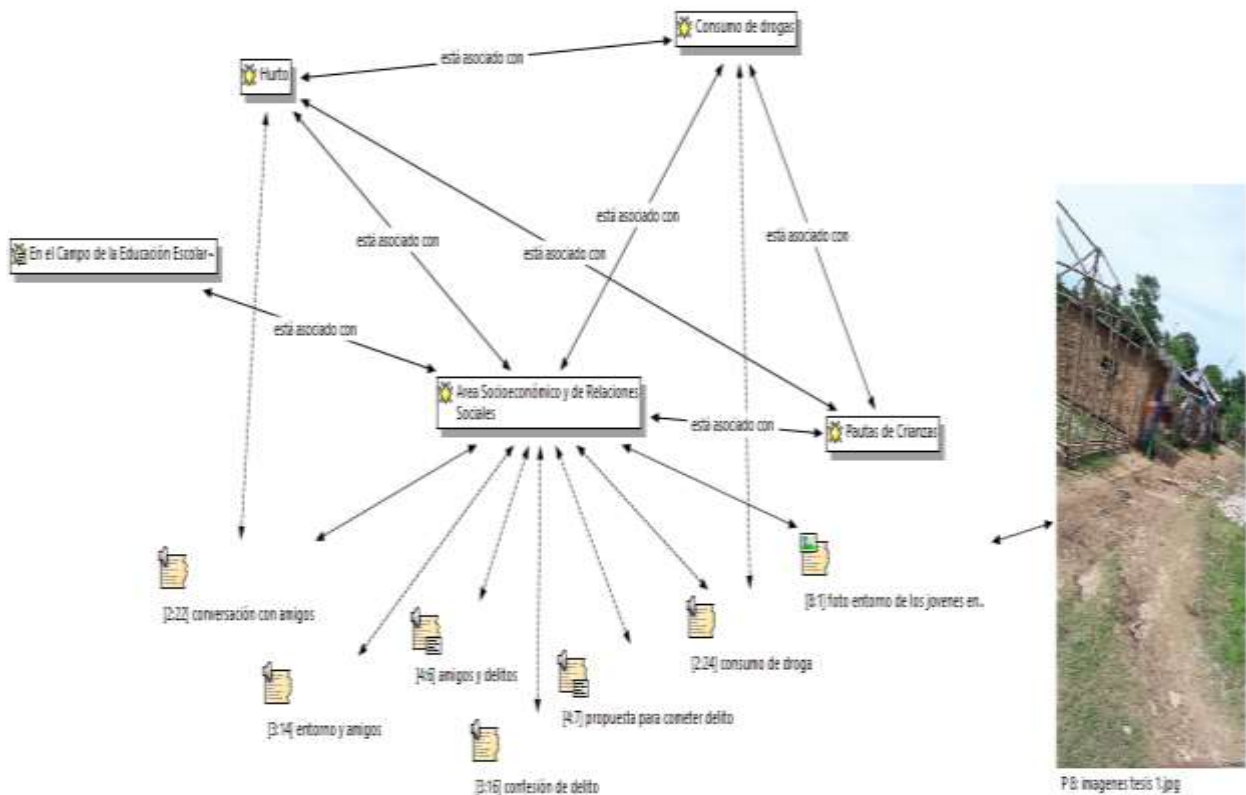 Consumo de drogas
está asociado con
Hurto
está asociado con
está asociado con
está asociado con
está asociado con
En el Campo de la Educación Escolar~
está asociado con
Area Socioeconómico y de Relaciones
Sociales
está asociado con
Pautas de Crianzas
[2:22] conversación con amigos
[8:1] foto entorno de los jovenes en..
[4:6] amigos y delitos
[2:24] consumo de droga
[3:14] entorno y amigos
[4:7] propuesta para cometer delito
[3:16] confesión de delito
P 8: imagenes tesis 1.jpg